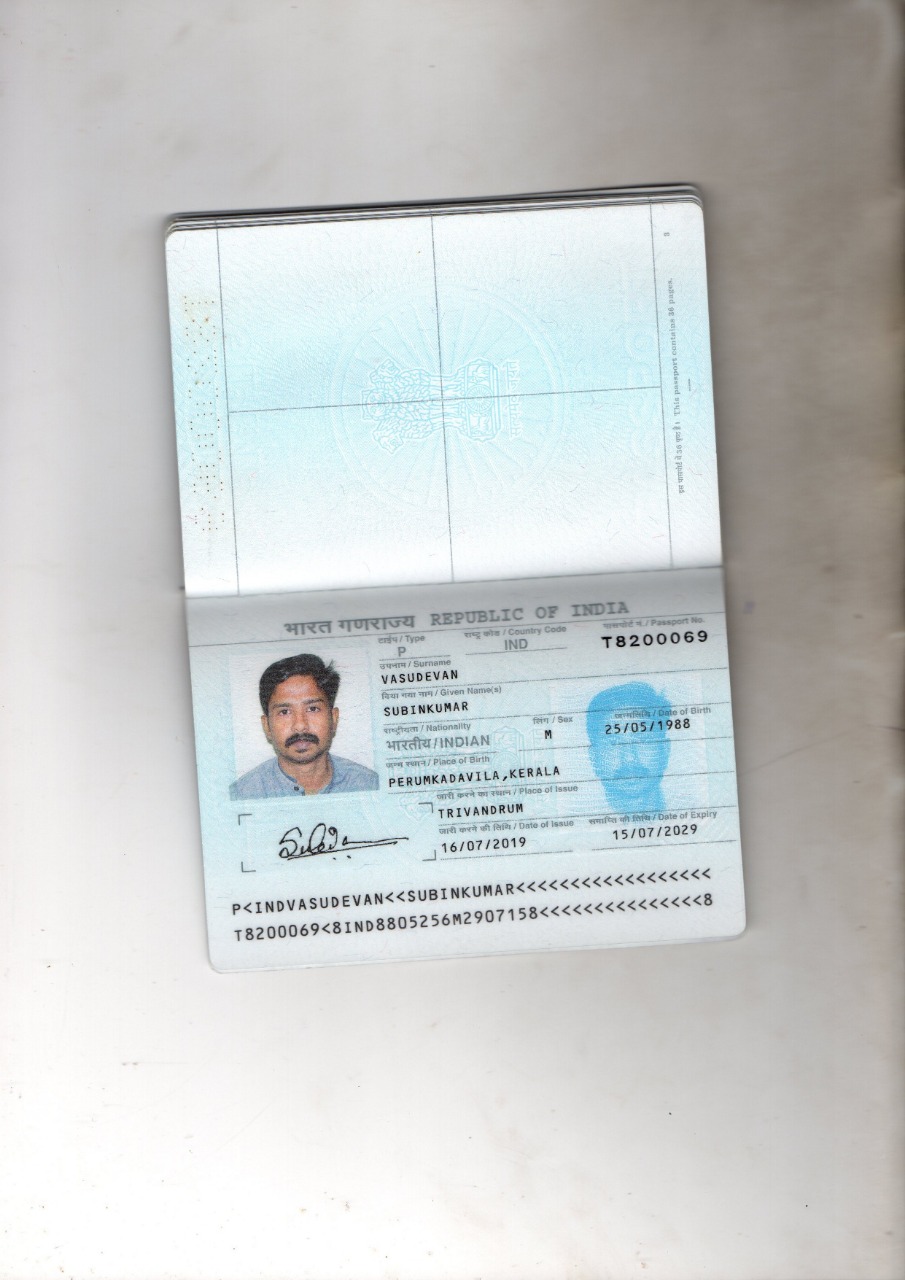 8
इस पासपोर्ट में 36 पृष्ठ हैं। This passport contains 36 pages.
भारत गणराज्य REPUBLIC OF INDIA
टाईप / Type
राष्ट्र कोड / Country Code
पासपोर्ट न. / Passport No.
P
IND
T8200069
उपनाम / Surname
VASUDEVAN
दिया गया नाम / Given Name(s)
SUBINKUMAR
राष्ट्रीयता / Nationality
लिंग / Sex
जन्मतिथि / Date of Birth
भारतीय / INDIAN
M
25/05/1988
जन्म स्थान / Place of Birth
PERUMKADAVILA,KERALA
जारी करने का स्थान / Place of Issue
TRIVANDRUM
जारी करने की तिथि / Date of Issue
समाप्ति की तिथि / Date of Expiry
16/07/2019
15/07/2029
P<INDVASUDEVAN<<SUBINKUMAR<<<<<<<<<<<<<<<<<<
T8200069<8IND8805256M2907158<<<<<<<<<<<<<<<8